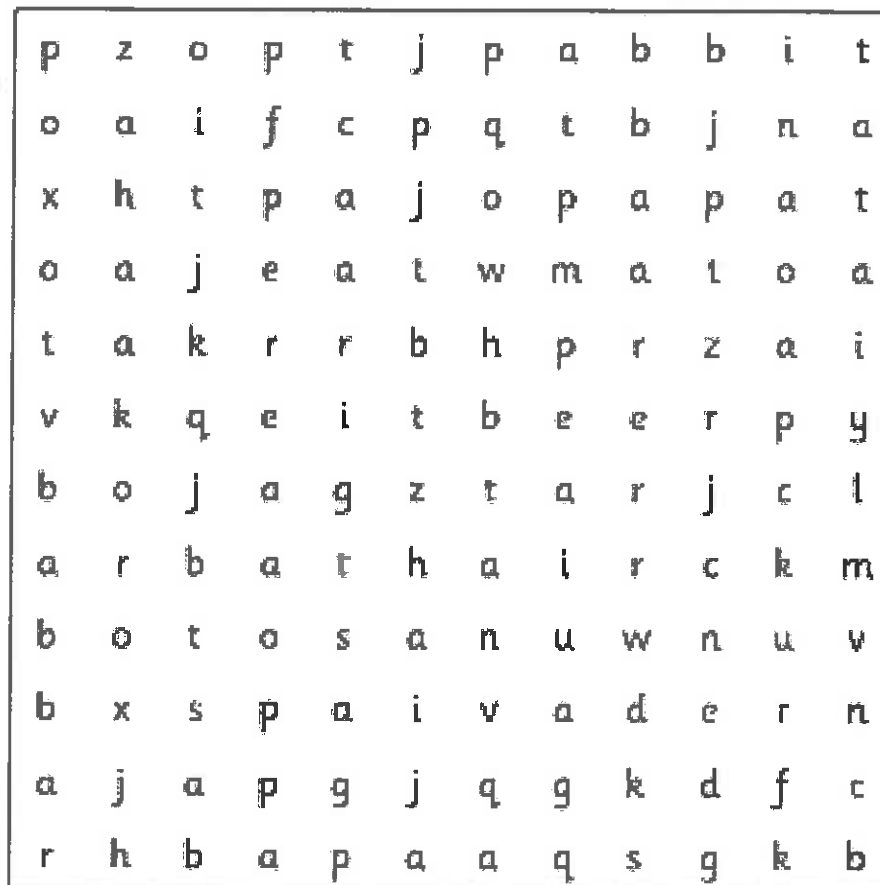 p z o p t j p a b b i t
o a i f c p q t b j n a
x h t p a j o p a p a t
o a j e a t w m a t o a
t a k r r b h p r z a i
v k q e i t b e e r p y
b o j a g z t a r j c l
a r b a t h a i r c k m
b o t o s a n u w n u v
b x s p a i v a d e r n
a j a p g j q g k d f c
r h b a p a a q s g k b